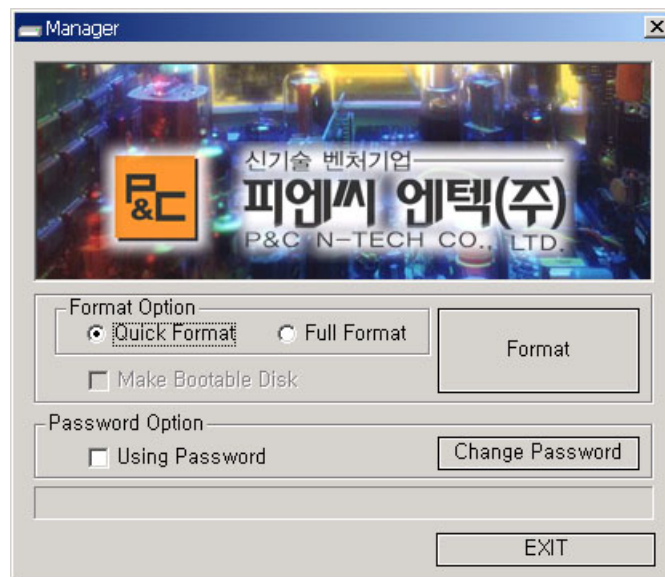 Manager
P&C
신기술 벤처기업
피엔씨 엔텍(주)
P&C N-TECH CO., LTD.
Format Option
Quick Format Full Format
Format
Make Bootable Disk
Password Option
Using Password
Change Password
EXIT